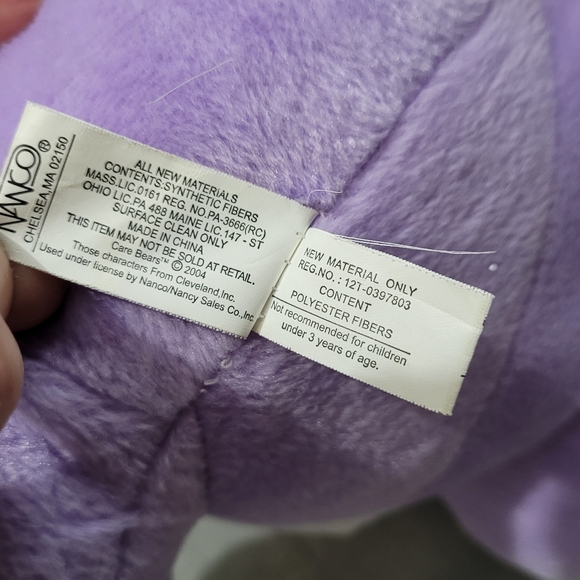 NANCO®
CHELSEA, MA 02150
ALL NEW MATERIALS
CONTENTS:SYNTHETIC FIBERS
MASS.LIC.0161 REG. NO.PA-3666(RC)
OHIO LIC.PA 488 MAINE LIC.147 - ST
SURFACE CLEAN ONLY
MADE IN CHINA
THIS ITEM MAY NOT BE SOLD AT RETAIL.
Care Bears™ © 2004
Those characters From Cleveland,Inc.
Used under license by Nanco/Nancy Sales Co.,Inc
NEW MATERIAL ONLY
REG.NO. : 12T-0397803
CONTENT
POLYESTER FIBERS
Not recommended for children
under 3 years of age.